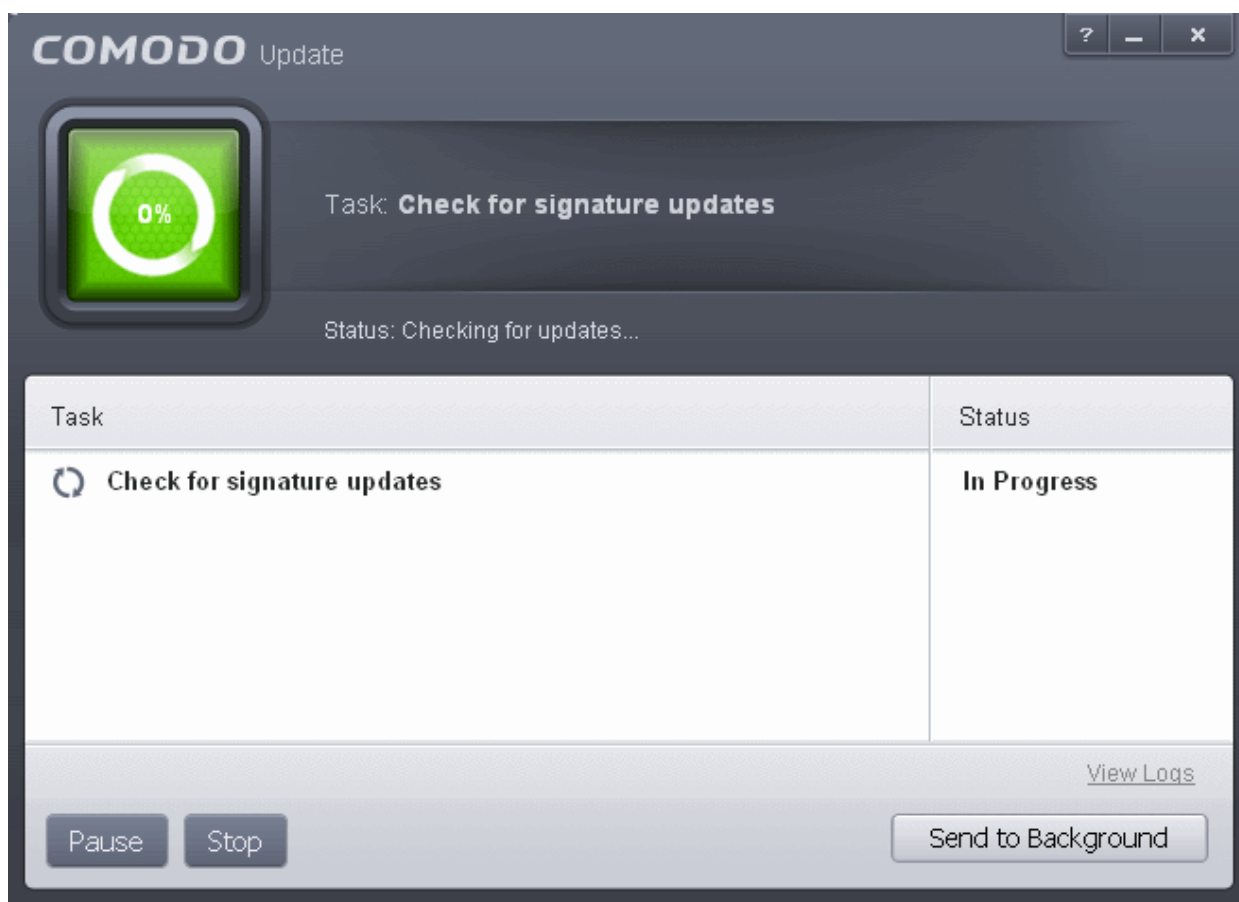 COMODO Update
? – x
0%
Task: Check for signature updates
Status: Checking for updates...
Task Status
Check for signature updates In Progress
View Logs
Pause Stop Send to Background